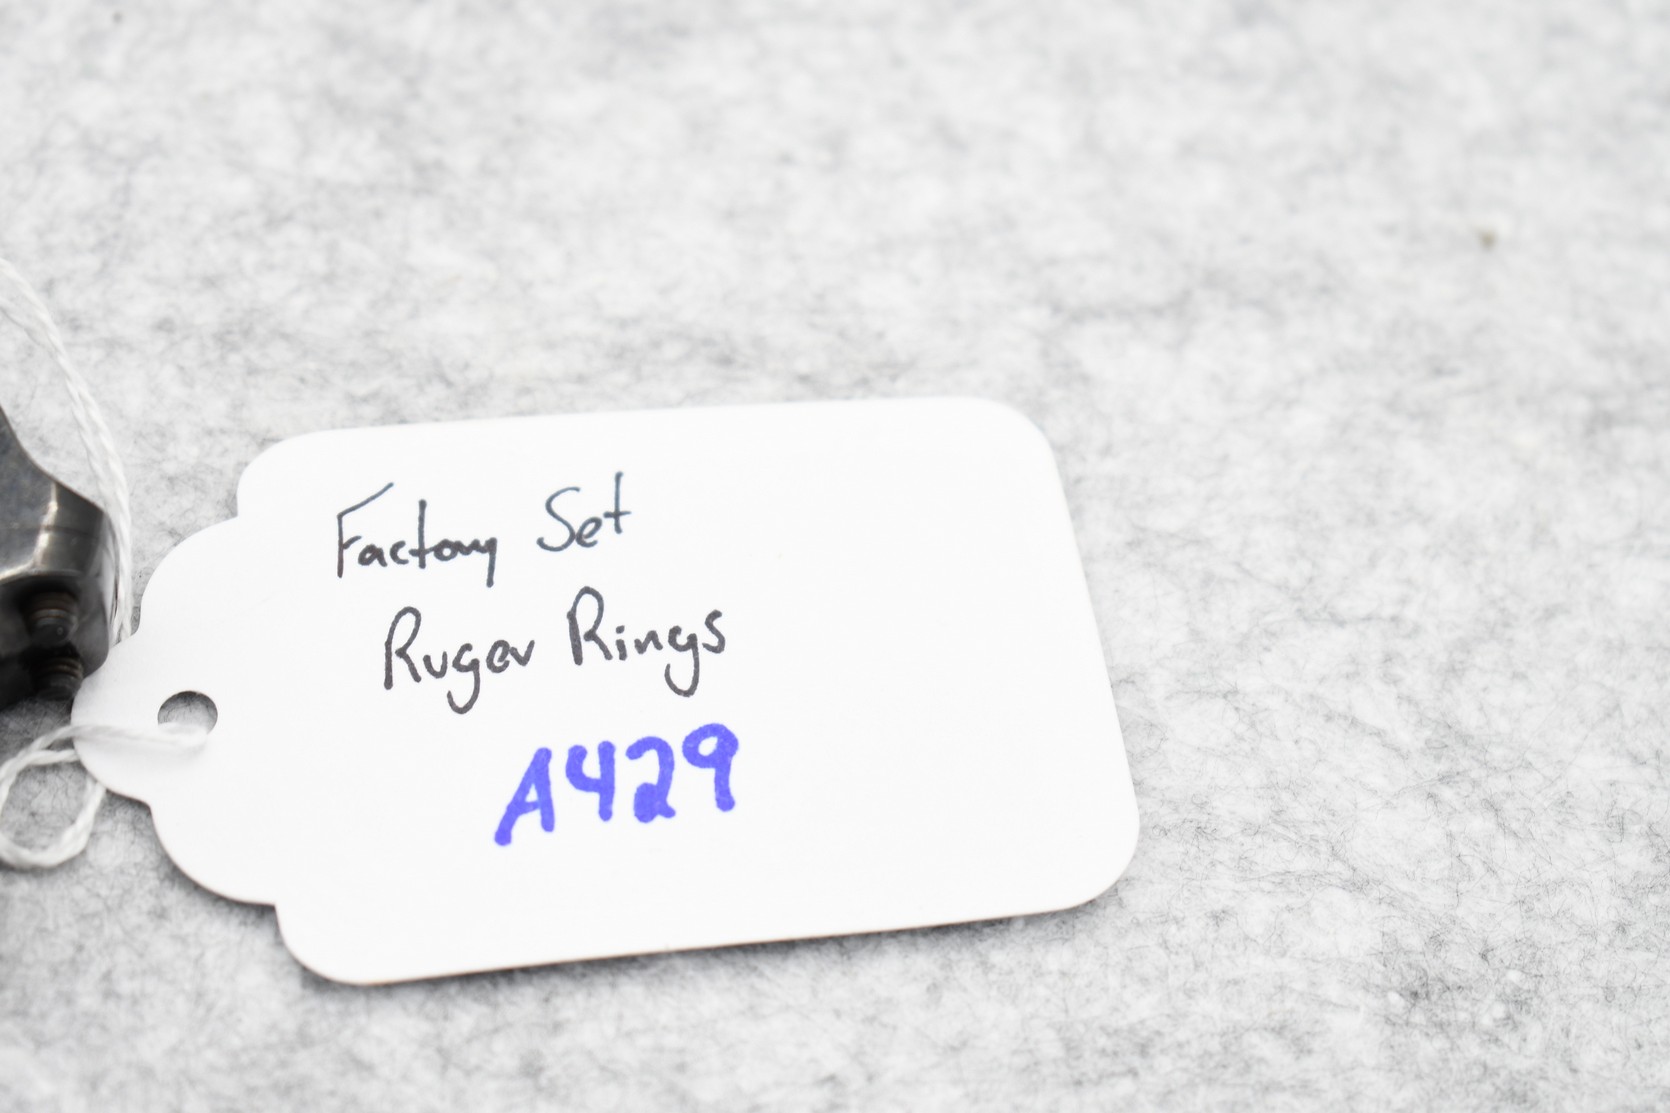 Factory Set
Ruger Rings
A429